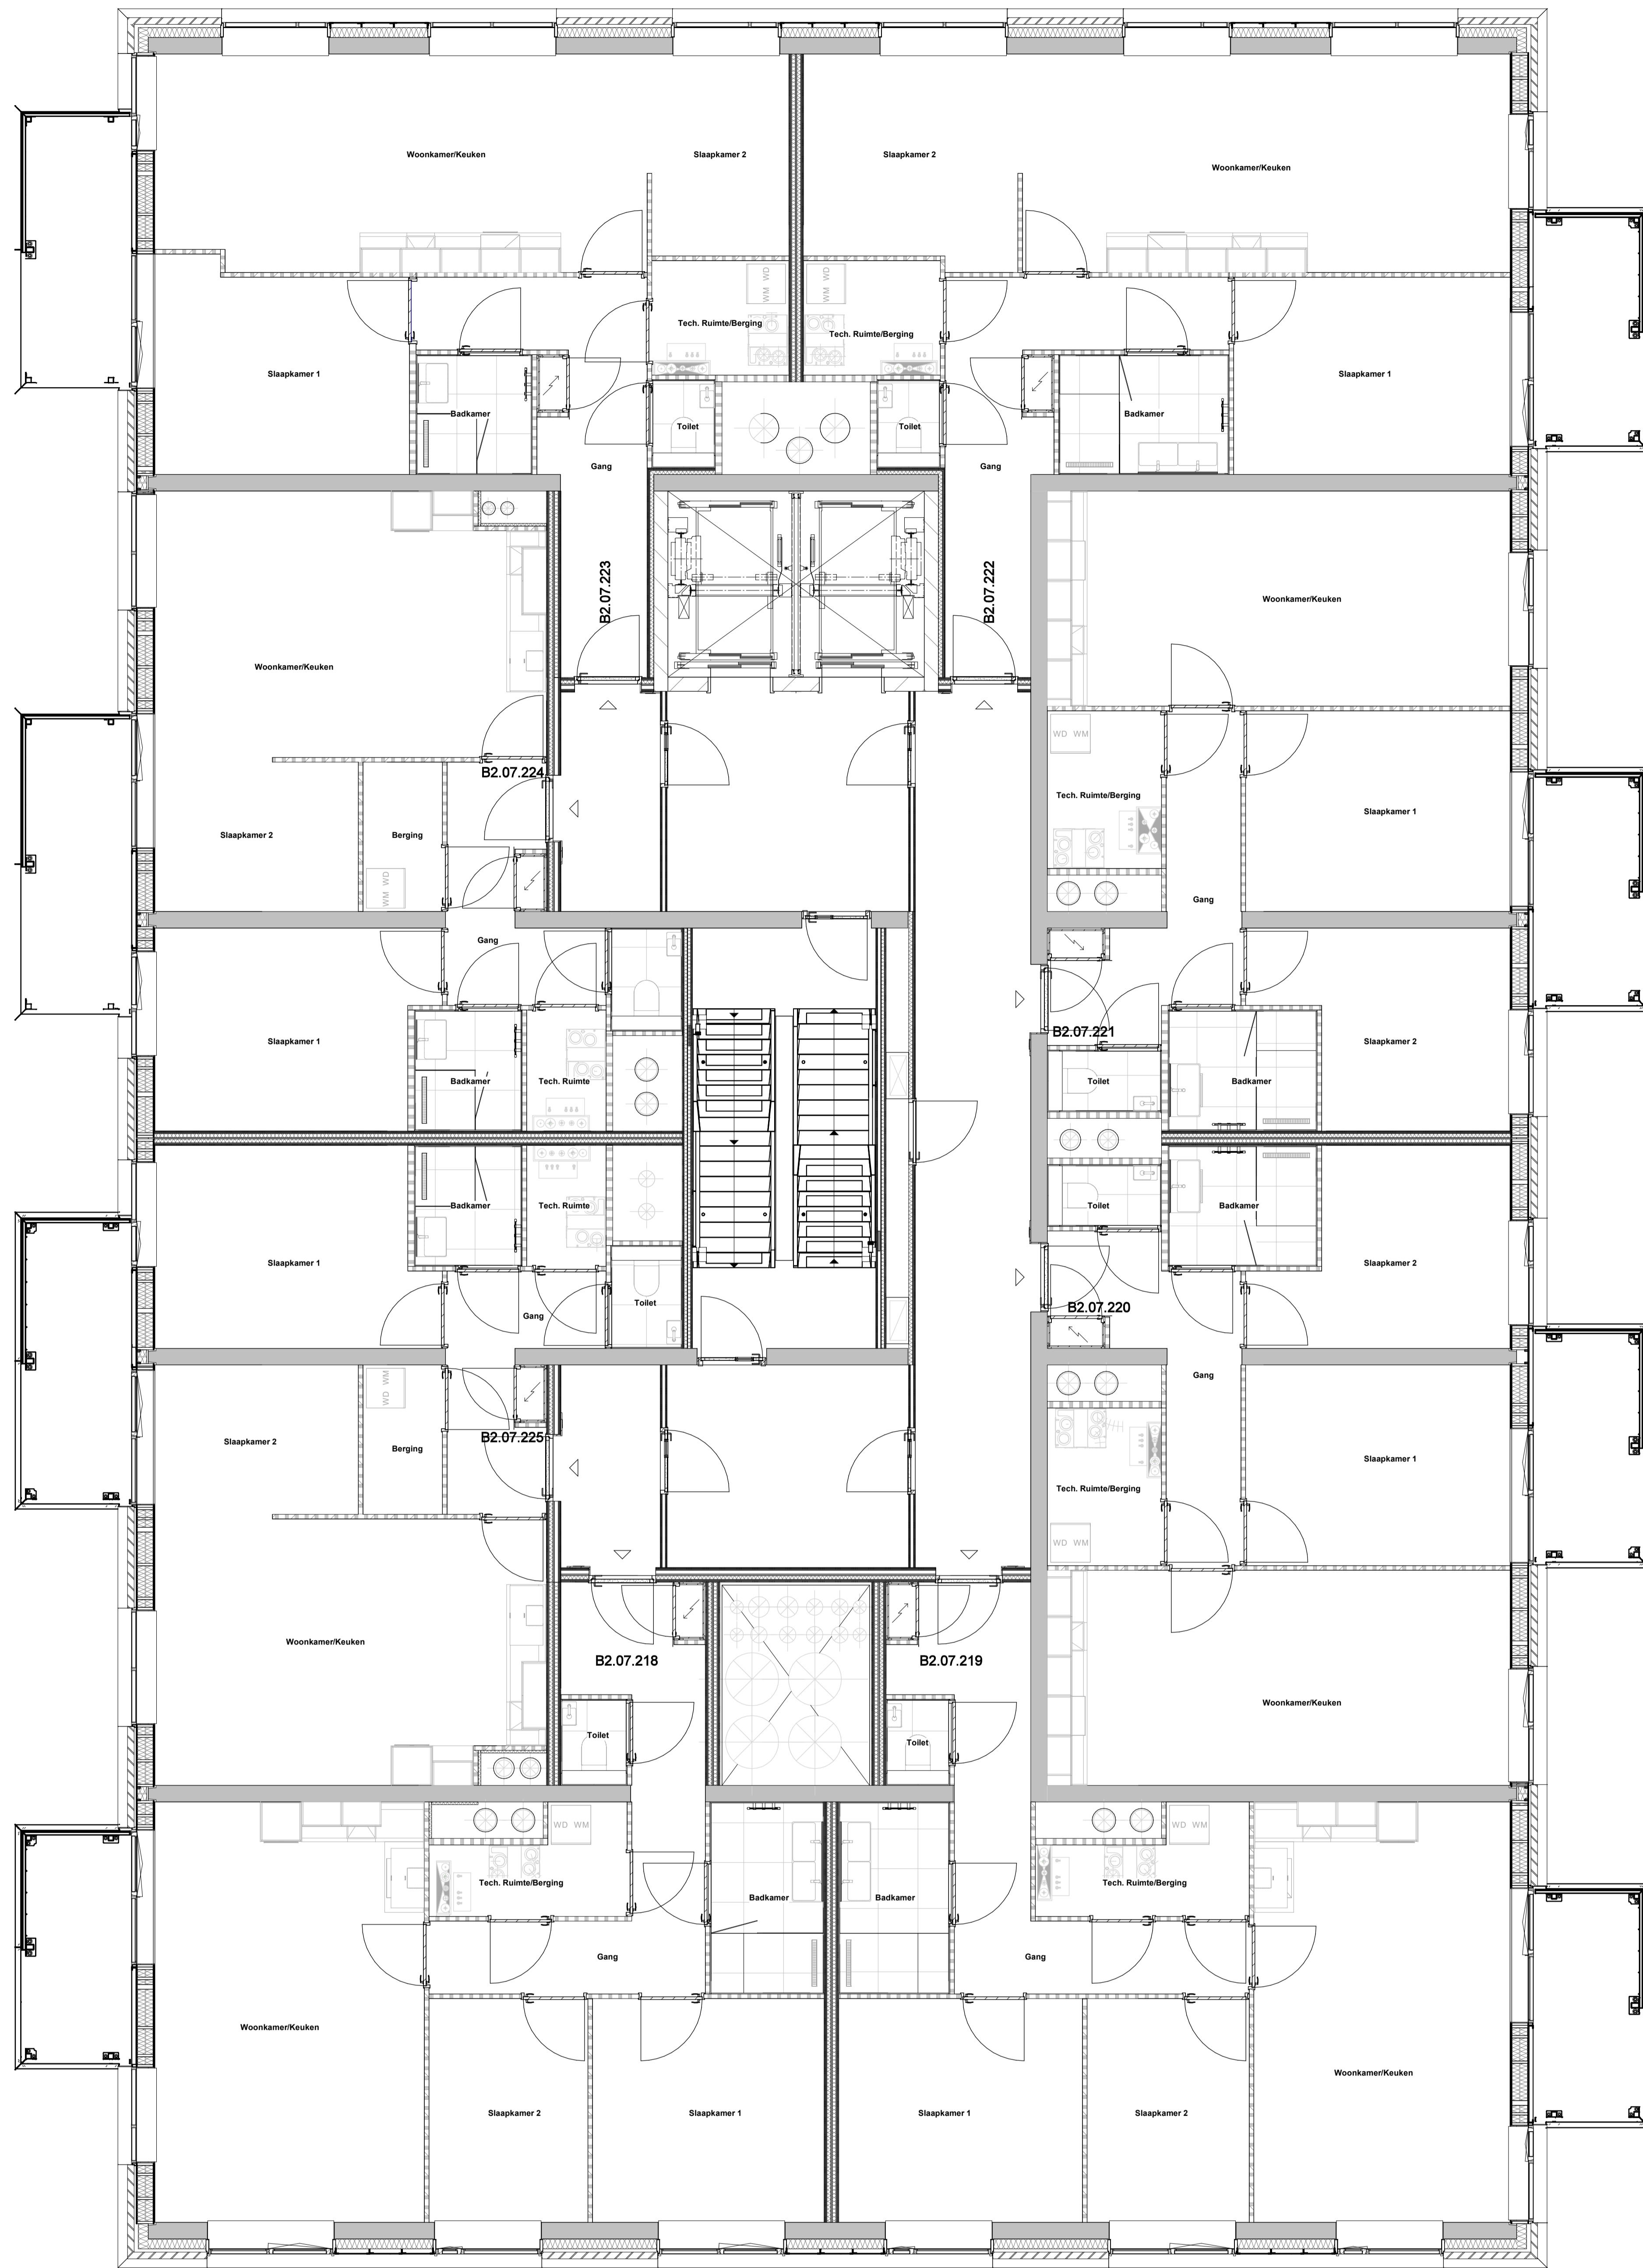 Woonkamer/Keuken
Slaapkamer 2
Slaapkamer 2
Woonkamer/Keuken
WM WD
WM WD
Tech. Ruimte/Berging
Tech. Ruimte/Berging
Slaapkamer 1
Slaapkamer 1
Badkamer
Badkamer
Toilet
Toilet
Gang
Gang
B2.07.223
B2.07.222
Woonkamer/Keuken
Woonkamer/Keuken
WD WM
B2.07.224
Tech. Ruimte/Berging
Slaapkamer 1
Slaapkamer 2
Berging
WM WD
Gang
Gang
B2.07.221
Slaapkamer 1
Slaapkamer 2
Badkamer
Tech. Ruimte
Toilet
Badkamer
Badkamer
Tech. Ruimte
Toilet
Badkamer
Slaapkamer 1
Slaapkamer 2
Toilet
B2.07.220
Gang
Gang
WD WM
B2.07.225
Slaapkamer 2
Berging
Slaapkamer 1
Tech. Ruimte/Berging
WD WM
Woonkamer/Keuken
B2.07.218
B2.07.219
Woonkamer/Keuken
Toilet
Toilet
WD WM
WD WM
Tech. Ruimte/Berging
Tech. Ruimte/Berging
Badkamer
Badkamer
Gang
Gang
Woonkamer/Keuken
Woonkamer/Keuken
Slaapkamer 2
Slaapkamer 1
Slaapkamer 1
Slaapkamer 2